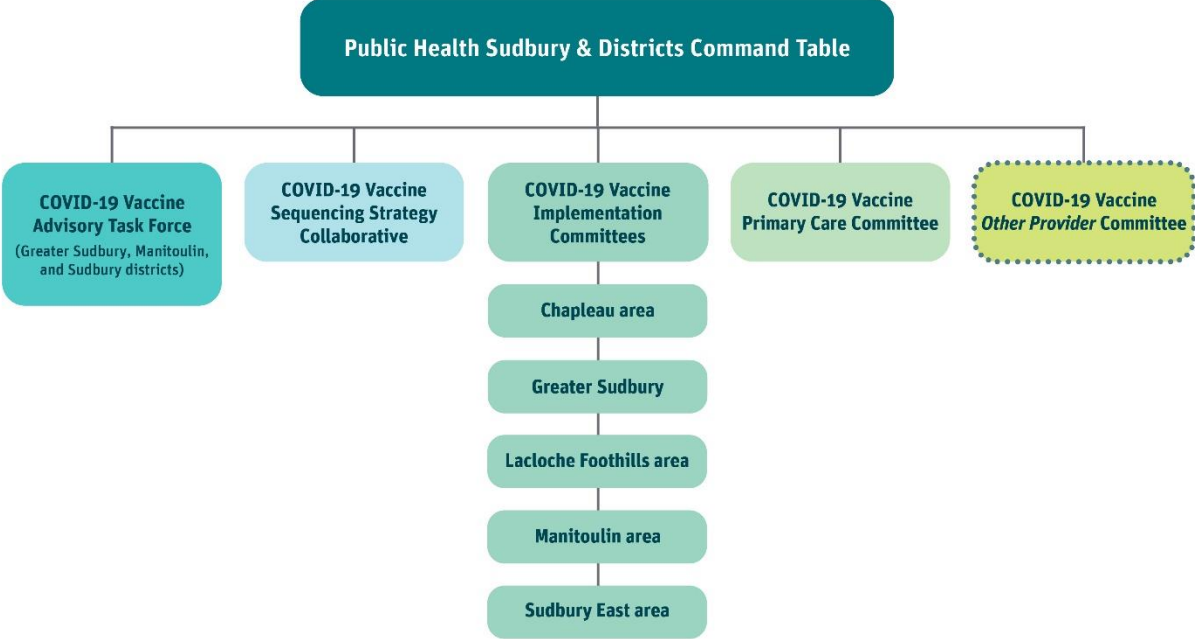 Public Health Sudbury & Districts Command Table
COVID-19 Vaccine
Advisory Task Force
(Greater Sudbury, Manitoulin,
and Sudbury districts)
COVID-19 Vaccine
Sequencing Strategy
Collaborative
COVID-19 Vaccine
Implementation
Committees
COVID-19 Vaccine
Primary Care Committee
COVID-19 Vaccine
Other Provider Committee
Chapleau area
Greater Sudbury
Lacloche Foothills area
Manitoulin area
Sudbury East area